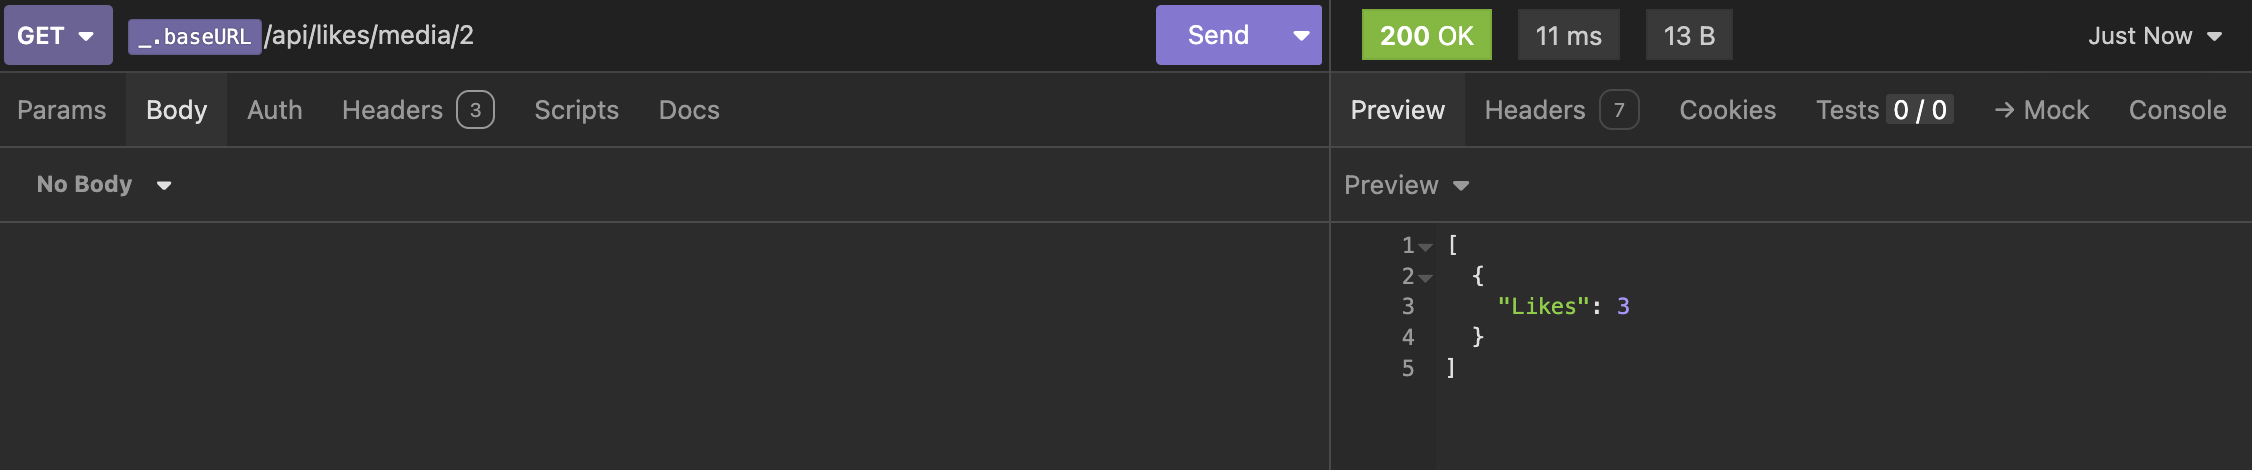 GET _.baseURL /api/likes/media/2 Send 200 OK 11 ms 13 B Just Now
Params Body Auth Headers 3 Scripts Docs Preview Headers 7 Cookies Tests 0 / 0 → Mock Console
No Body Preview
1 [
2 {
3 "Likes": 3
4 }
5 ]